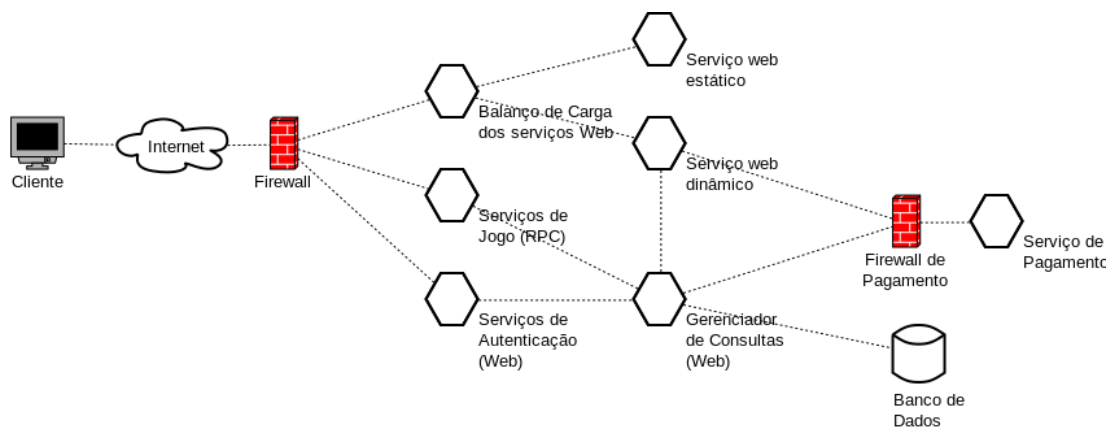 Serviço web
estático
Balanço de Carga
dos serviços Web
Internet
Cliente
Firewall
Serviço web
dinâmico
Serviços de
Jogo (RPC)
Firewall de
Pagamento
Serviço de
Pagamento
Serviços de
Autenticação
(Web)
Gerenciador
de Consultas
(Web)
Banco de
Dados